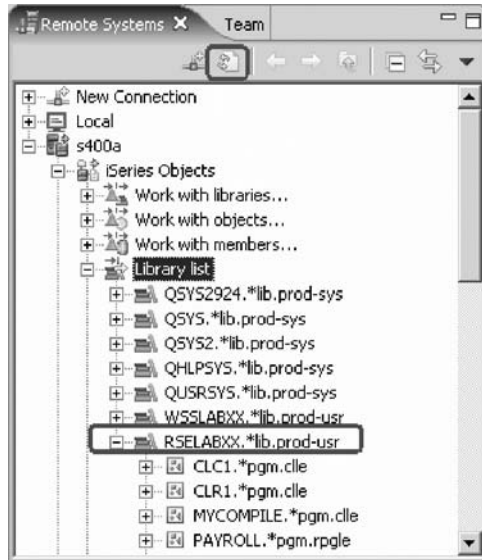 Remote Systems Team
New Connection
Local
s400a
iSeries Objects
Work with libraries...
Work with objects...
Work with members...
Library list
QSYS2924.*lib.prod-sys
QSYS.*lib.prod-sys
QSYS2.*lib.prod-sys
QHLPSYS.*lib.prod-sys
QUSRSYS.*lib.prod-sys
WSSLABXX.*lib.prod-usr
RSELABXX.*lib.prod-usr
CLC1.*pgm.clle
CLR1.*pgm.clle
MYCOMPILE.*pgm.clle
PAYROLL.*pgm.rpgle